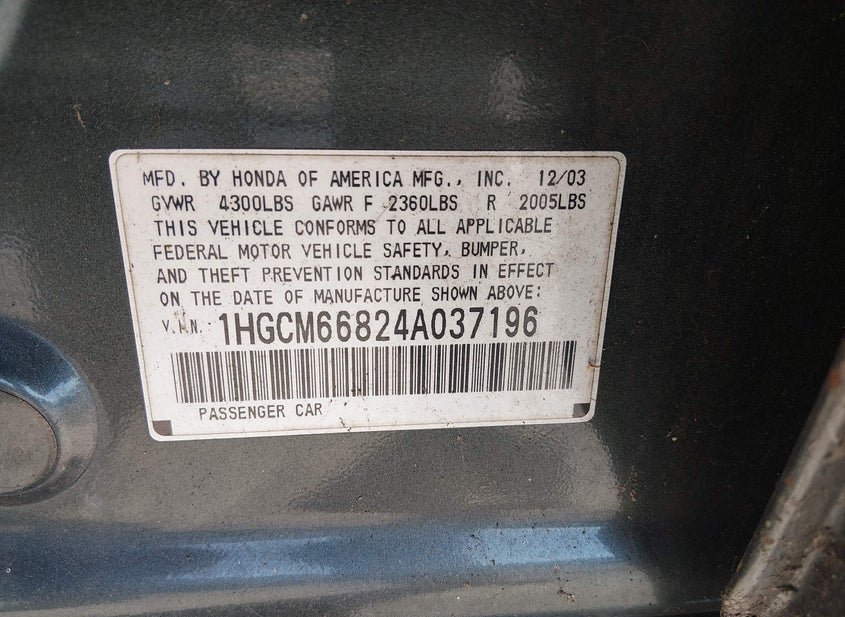 MFD. BY HONDA OF AMERICA MFG., INC. 12/03
GVWR 4300LBS GAWR F 2360LBS R 2005LBS
THIS VEHICLE CONFORMS TO ALL APPLICABLE
FEDERAL MOTOR VEHICLE SAFETY, BUMPER,
AND THEFT PREVENTION STANDARDS IN EFFECT
ON THE DATE OF MANUFACTURE SHOWN ABOVE:
V.I.N.: 1HGCM66824A037196
PASSENGER CAR